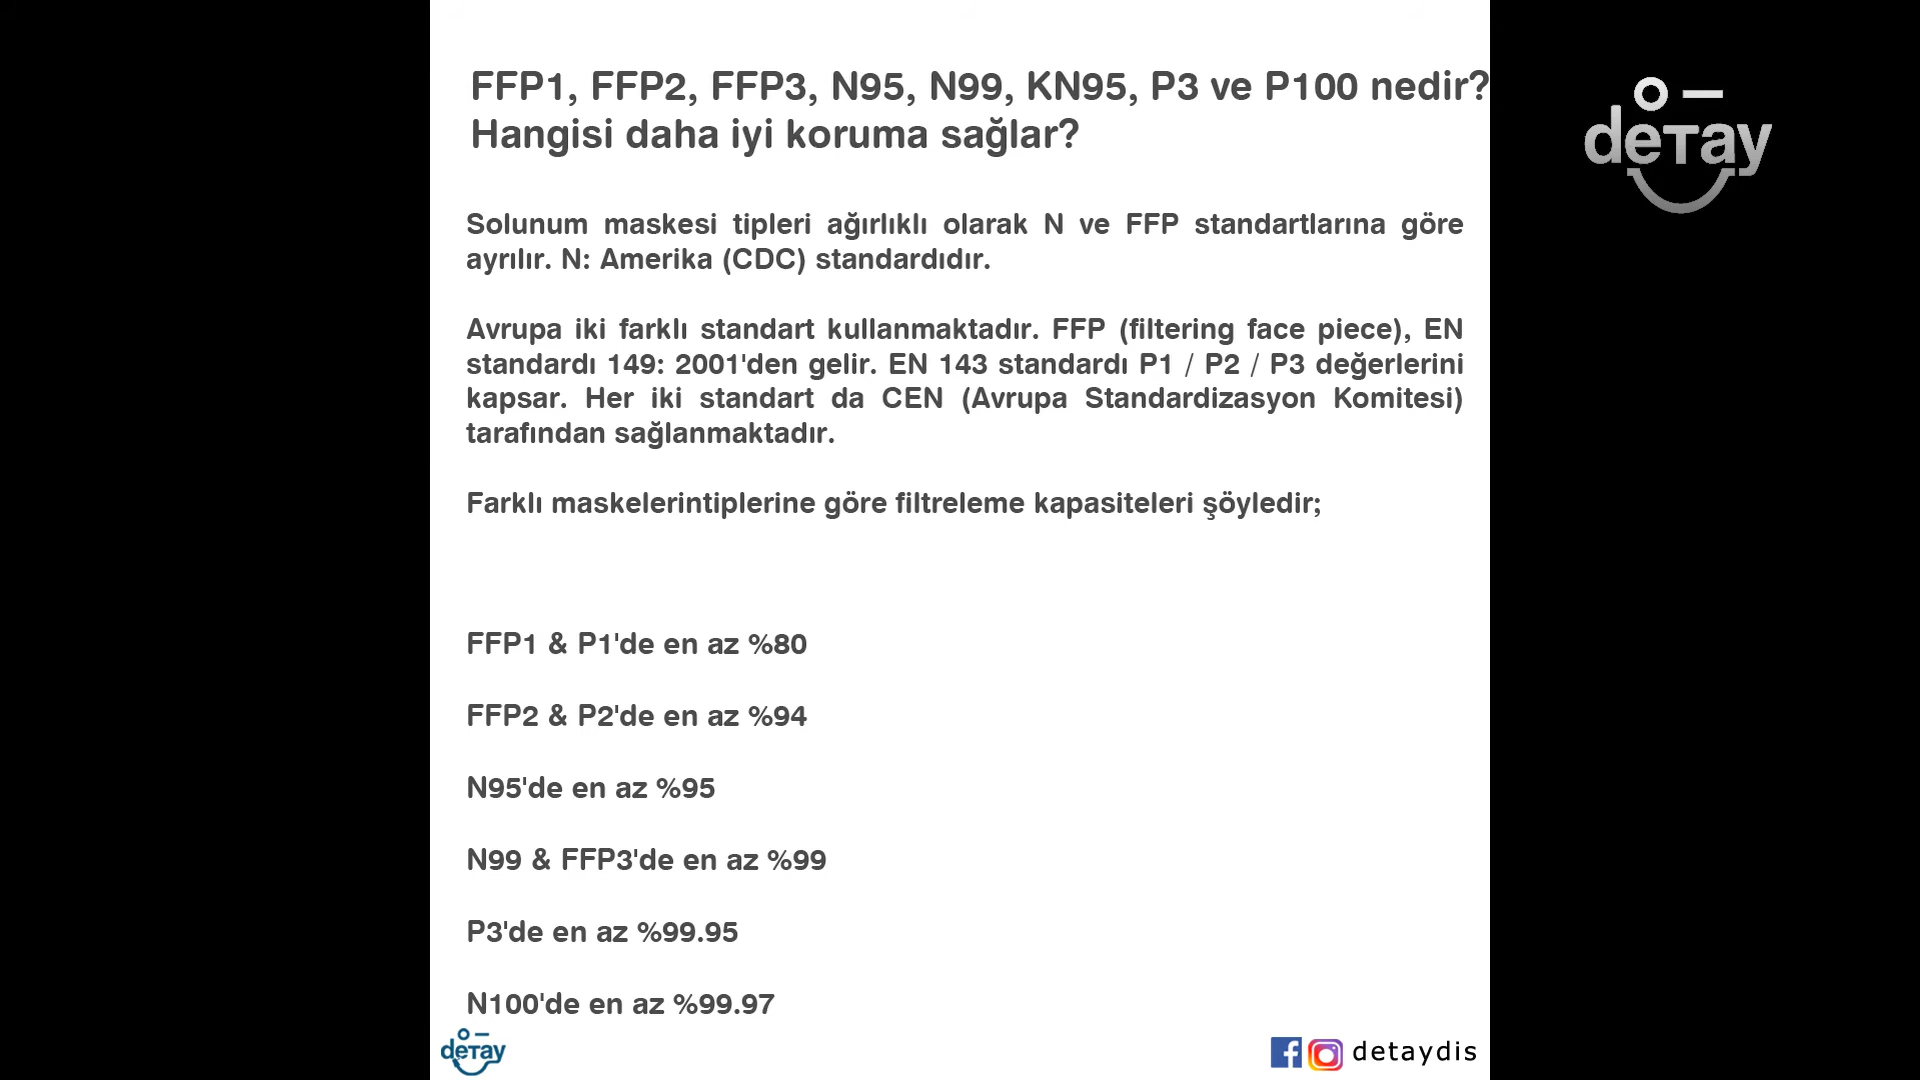 FFP1, FFP2, FFP3, N95, N99, KN95, P3 ve P100 nedir?
Hangisi daha iyi koruma sağlar?
Solunum maskesi tipleri ağırlıklı olarak N ve FFP standartlarına göre
ayrılır. N: Amerika (CDC) standardıdır.
Avrupa iki farklı standart kullanmaktadır. FFP (filtering face piece), EN
standardı 149: 2001'den gelir. EN 143 standardı P1 / P2 / P3 değerlerini
kapsar. Her iki standart da CEN (Avrupa Standardizasyon Komitesi)
tarafından sağlanmaktadır.
Farklı maskelerintiplerine göre filtreleme kapasiteleri şöyledir;
FFP1 & P1'de en az %80
FFP2 & P2'de en az %94
N95'de en az %95
N99 & FFP3'de en az %99
P3'de en az %99.95
N100'de en az %99.97
detay
detaydis
detay